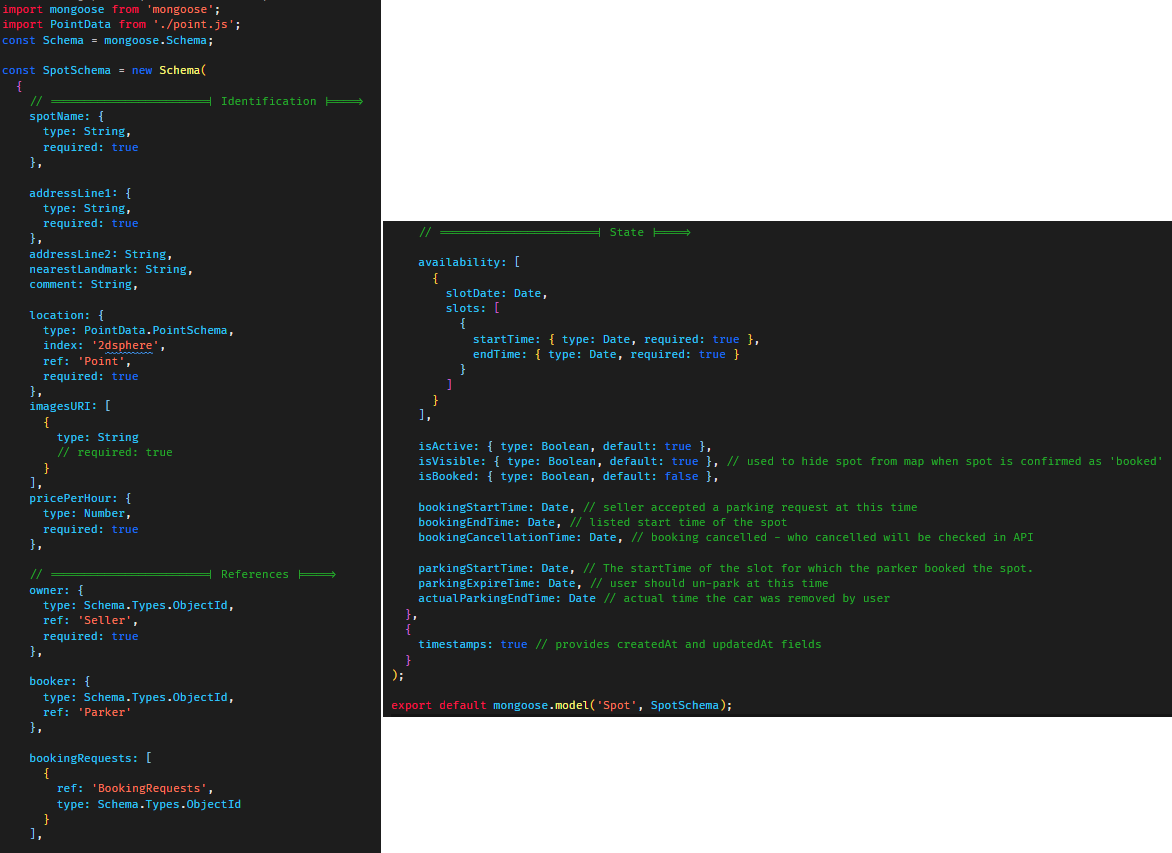 import mongoose from 'mongoose';
import PointData from './point.js';
const Schema = mongoose.Schema;
const SpotSchema = new Schema(
{
// =======================| Identification |=====>
spotName: {
type: String,
required: true
},
addressLine1: {
type: String,
required: true
},
addressLine2: String,
nearestLandmark: String,
comment: String,
location: {
type: PointData.PointSchema,
index: '2dsphere',
ref: 'Point',
required: true
},
imagesURI: [
{
type: String
// required: true
}
],
pricePerHour: {
type: Number,
required: true
},
// =======================| References |=====>
owner: {
type: Schema.Types.ObjectId,
ref: 'Seller',
required: true
},
booker: {
type: Schema.Types.ObjectId,
ref: 'Parker'
},
bookingRequests: [
{
ref: 'BookingRequests',
type: Schema.Types.ObjectId
}
],
// =======================| State |=====>
availability: [
{
slotDate: Date,
slots: [
{
startTime: { type: Date, required: true },
endTime: { type: Date, required: true }
}
]
}
],
isActive: { type: Boolean, default: true },
isVisible: { type: Boolean, default: true }, // used to hide spot from map when spot is confirmed as 'booked'
isBooked: { type: Boolean, default: false },
bookingStartTime: Date, // seller accepted a parking request at this time
bookingEndTime: Date, // listed start time of the spot
bookingCancellationTime: Date, // booking cancelled - who cancelled will be checked in API
parkingStartTime: Date, // The startTime of the slot for which the parker booked the spot.
parkingExpireTime: Date, // user should un-park at this time
actualParkingEndTime: Date // actual time the car was removed by user
},
{
timestamps: true // provides createdAt and updatedAt fields
}
);
export default mongoose.model('Spot', SpotSchema);